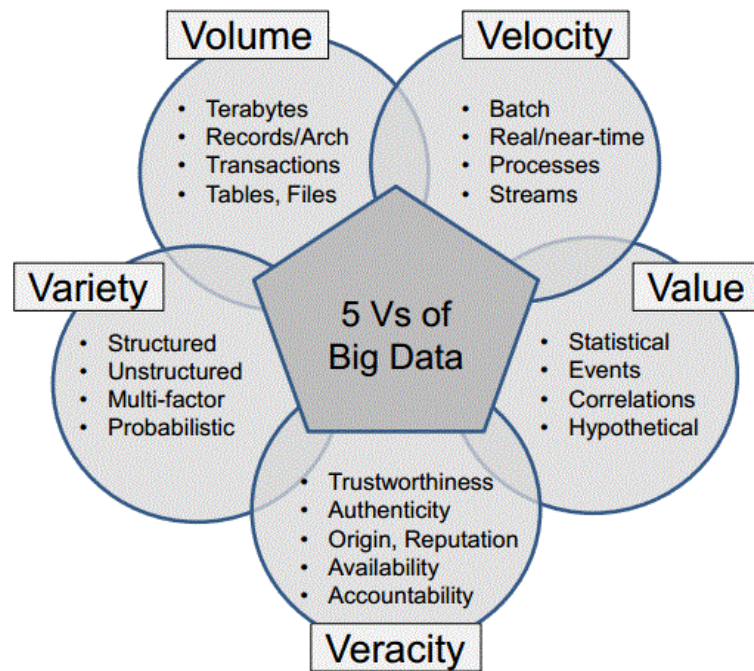 Volume
• Terabytes
• Records/Arch
• Transactions
• Tables, Files
Velocity
• Batch
• Real/near-time
• Processes
• Streams
Variety
• Structured
• Unstructured
• Multi-factor
• Probabilistic
5 Vs of
Big Data
Value
• Statistical
• Events
• Correlations
• Hypothetical
• Trustworthiness
• Authenticity
• Origin, Reputation
• Availability
• Accountability
Veracity